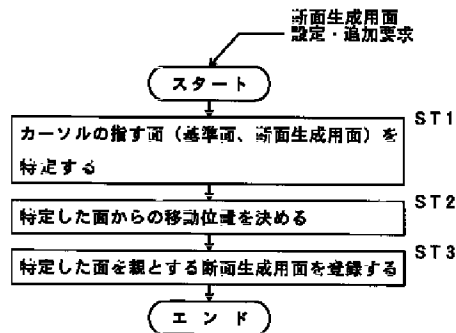 断面生成用面
設定・追加要求
スタート
ST1
カーソルの指す面（基準面、断面生成用面）を
特定する
ST2
特定した面からの移動位置を決める
ST3
特定した面を親とする断面生成用面を登録する
エンド